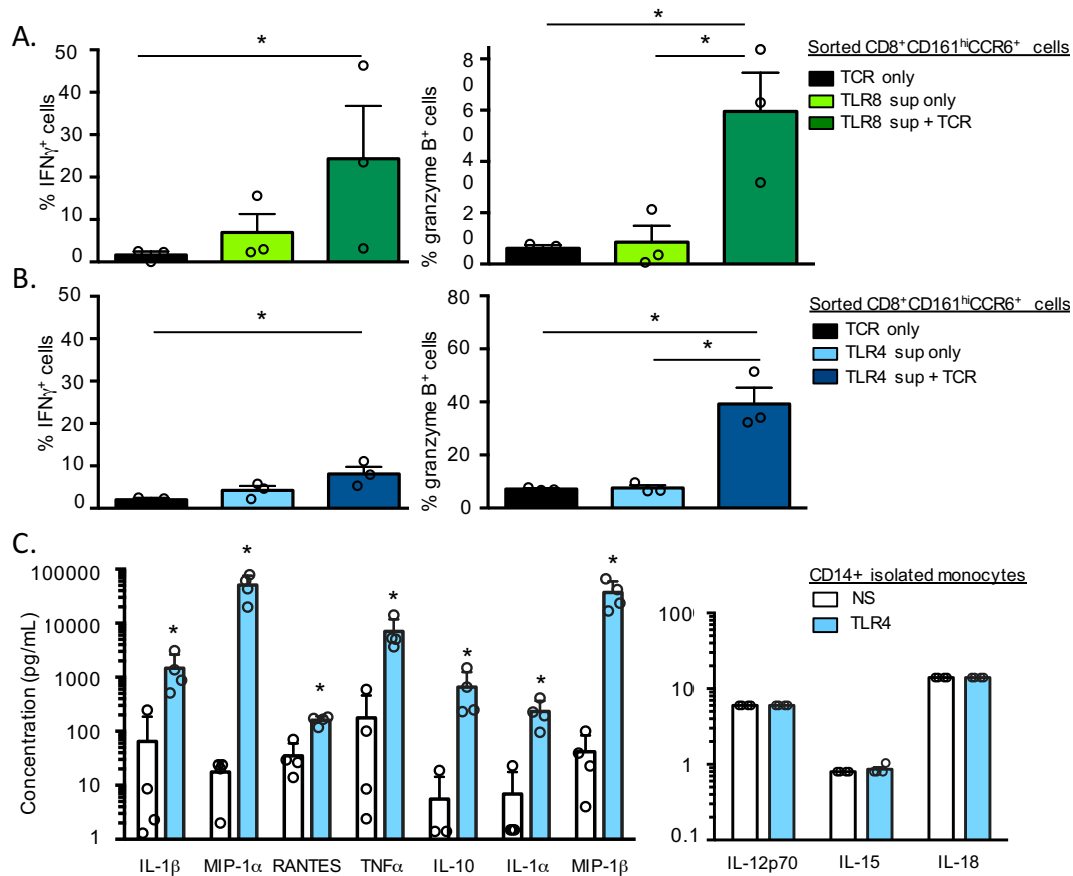 A.
50
40
30
20
10
0
% IFNγ⁺ cells
*
8
0
6
0
4
0
2
0
0
% granzyme B⁺ cells
*
*
Sorted CD8⁺CD161ʰⁱCCR6⁺ cells
TCR only
TLR8 sup only
TLR8 sup + TCR
B.
50
40
30
20
10
0
% IFNγ⁺ cells
*
80
60
40
20
0
% granzyme B⁺ cells
*
*
Sorted CD8⁺CD161ʰⁱCCR6⁺ cells
TCR only
TLR4 sup only
TLR4 sup + TCR
C.
100000
10000
1000
100
10
1
Concentration (pg/mL)
* * * * * * *
IL-1β MIP-1α RANTES TNFα IL-10 IL-1α MIP-1β
CD14+ isolated monocytes
NS
TLR4
100
10
1
0.1
IL-12p70 IL-15 IL-18